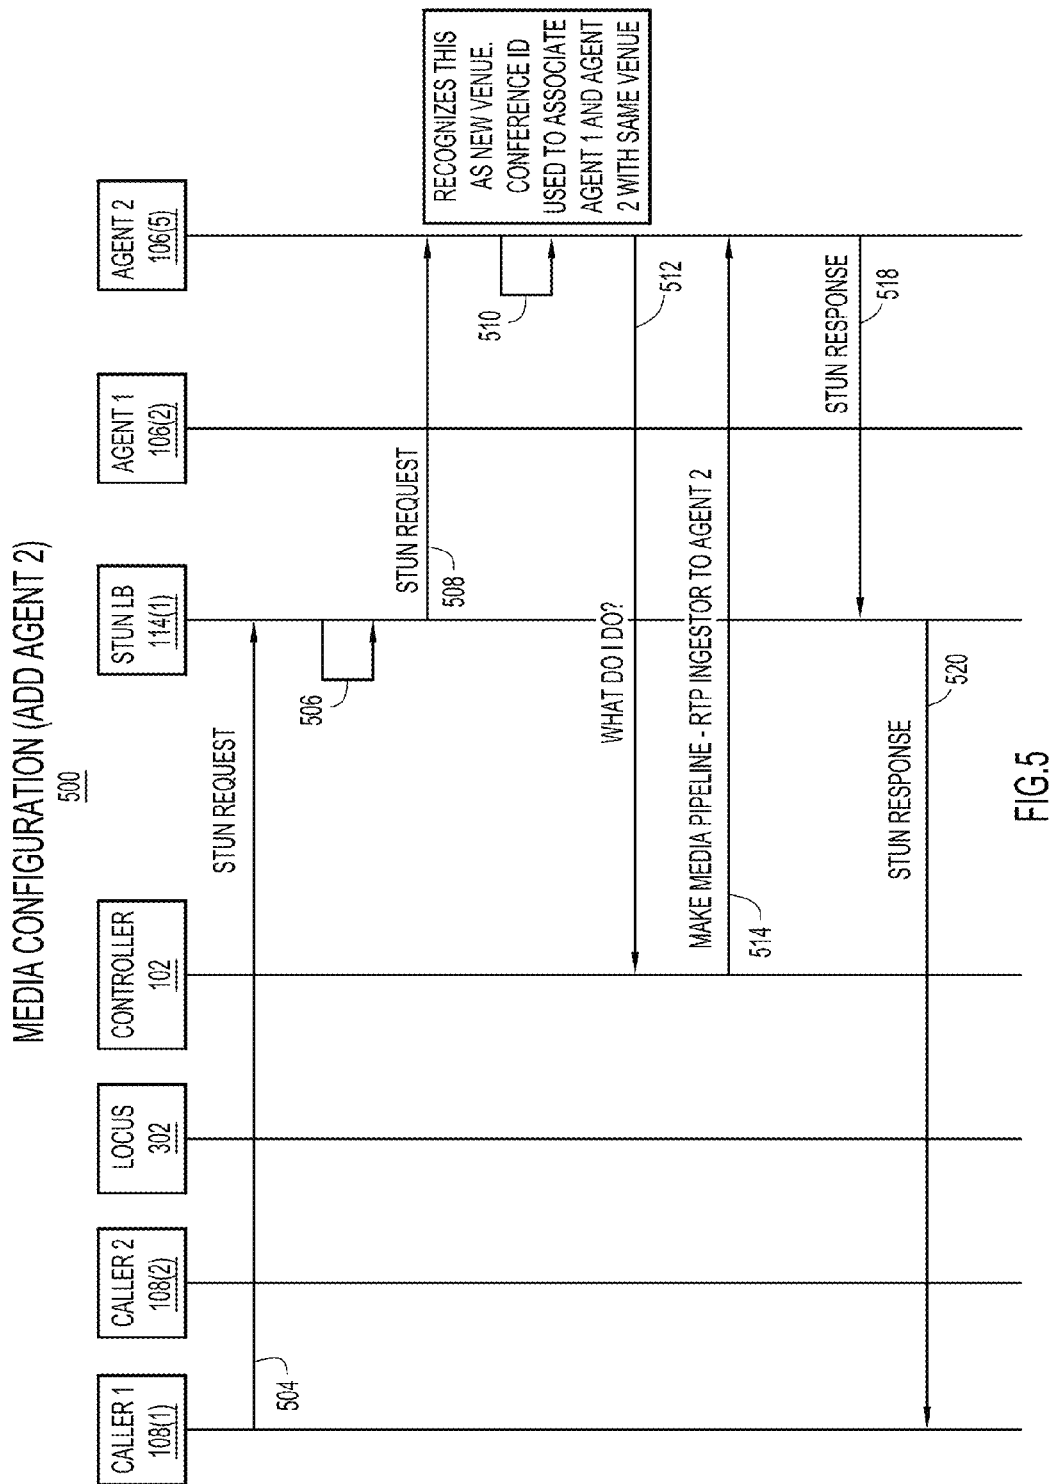 MEDIA CONFIGURATION (ADD AGENT 2)
500
CALLER 1
108(1)
CALLER 2
108(2)
LOCUS
302
CONTROLLER
102
STUN LB
114(1)
AGENT 1
106(2)
AGENT 2
106(5)
STUN REQUEST
504
506
STUN REQUEST
508
510
RECOGNIZES THIS
AS NEW VENUE.
CONFERENCE ID
USED TO ASSOCIATE
AGENT 1 AND AGENT
2 WITH SAME VENUE
WHAT DO I DO?
512
MAKE MEDIA PIPELINE - RTP INGESTOR TO AGENT 2
514
STUN RESPONSE
518
STUN RESPONSE
520
FIG.5